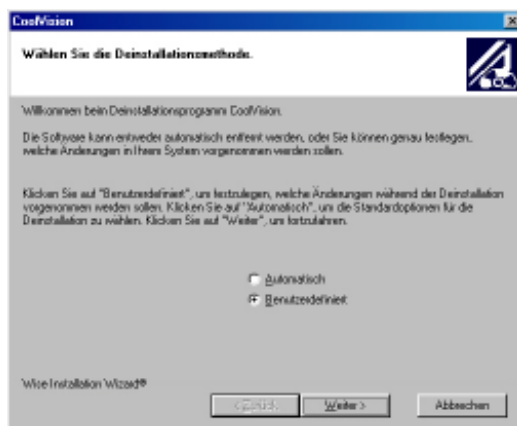 CoolVision
Wählen Sie die Deinstallationsmethode.
Willkommen beim Deinstallationsprogramm CoolVision.
Die Software kann entweder automatisch entfernt werden, oder Sie können genau festlegen,
welche Änderungen in Ihrem System vorgenommen werden sollen.
Klicken Sie auf "Benutzerdefiniert", um festzulegen, welche Änderungen während der Deinstallation
vorgenommen werden sollen. Klicken Sie auf "Automatisch", um die Standardoptionen für die
Deinstallation zu wählen. Klicken Sie auf "Weiter", um fortzufahren.
Automatisch
Benutzerdefiniert
Wise Installation Wizard®
< Zurück
Weiter >
Abbrechen